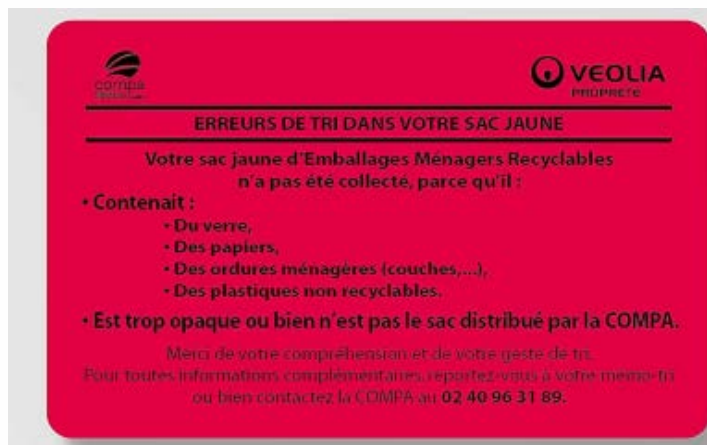 compa
VEOLIA
PROPRETÉ
ERREURS DE TRI DANS VOTRE SAC JAUNE
Votre sac jaune d'Emballages Ménagers Recyclables
n'a pas été collecté, parce qu'il :
• Contenait :
• Du verre,
• Des papiers,
• Des ordures ménagères (couches,...),
• Des plastiques non recyclables.
• Est trop opaque ou bien n'est pas le sac distribué par la COMPA.
Merci de votre compréhension et de votre geste de tri.
Pour toutes informations complémentaires, reportez-vous à votre mémo-tri
ou bien contactez la COMPA au 02 40 96 31 89.